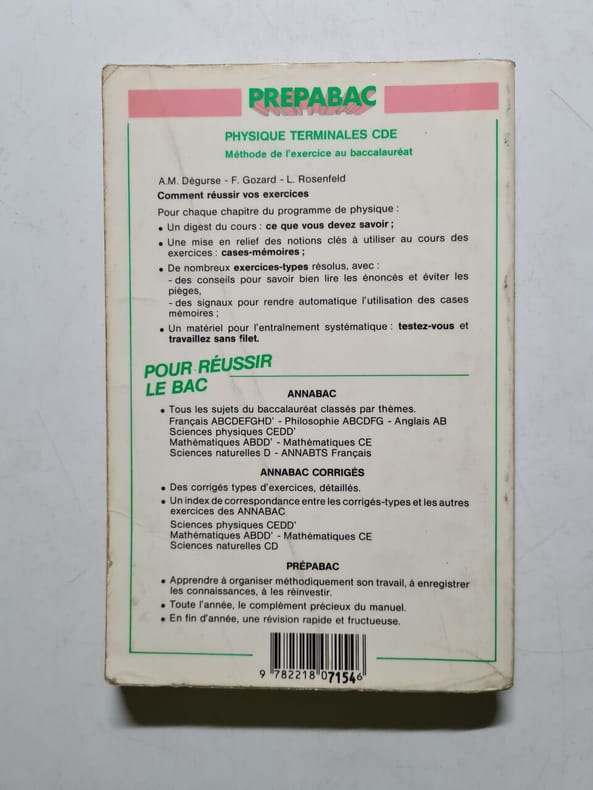 PREPABAC
PHYSIQUE TERMINALES CDE
Méthode de l'exercice au baccalauréat
A.M. Dégurse - F. Gozard - L. Rosenfeld
Comment réussir vos exercices
Pour chaque chapitre du programme de physique :
• Un digest du cours : ce que vous devez savoir ;
• Une mise en relief des notions clés à utiliser au cours des
exercices : cases-mémoires ;
• De nombreux exercices-types résolus, avec :
- des conseils pour savoir bien lire les énoncés et éviter les
pièges,
- des signaux pour rendre automatique l'utilisation des cases
mémoires ;
• Un matériel pour l'entraînement systématique : testez-vous et
travaillez sans filet.
POUR RÉUSSIR
LE BAC
ANNABAC
• Tous les sujets du baccalauréat classés par thèmes.
Français ABCDEFGHD' - Philosophie ABCDFG - Anglais AB
Sciences physiques CEDD'
Mathématiques ABDD' - Mathématiques CE
Sciences naturelles D - ANNABTS Français
ANNABAC CORRIGÉS
• Des corrigés types d'exercices, détaillés.
• Un index de correspondance entre les corrigés-types et les autres
exercices des ANNABAC
Sciences physiques CEDD'
Mathématiques ABDD' - Mathématiques CE
Sciences naturelles CD
PRÉPABAC
• Apprendre à organiser méthodiquement son travail, à enregistrer
les connaissances, à les réinvestir.
• Toute l'année, le complément précieux du manuel.
• En fin d'année, une révision rapide et fructueuse.
9 782218 071546